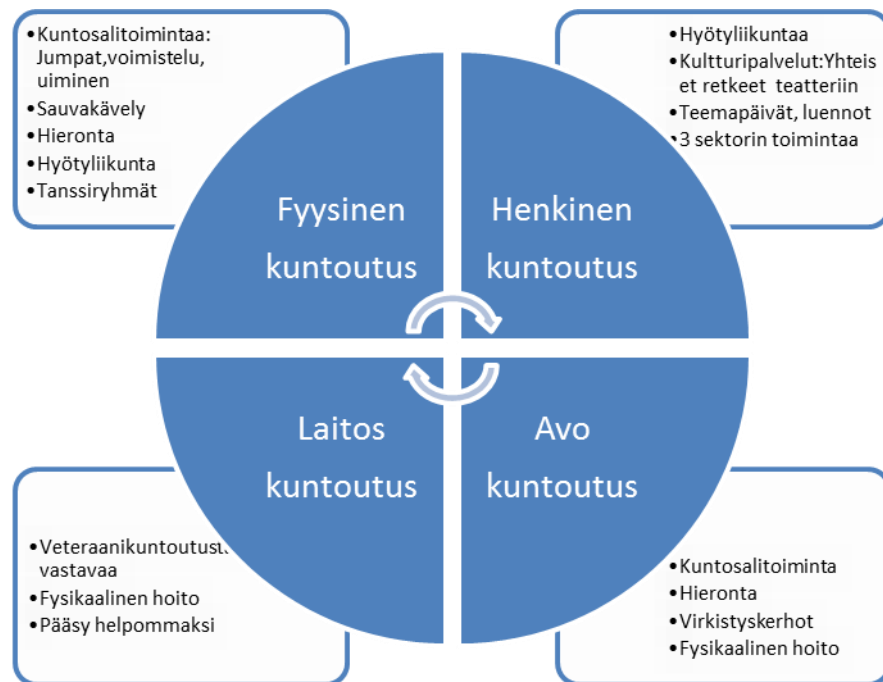 •Kuntosalitoimintaa:
Jumpat,voimistelu,
uiminen
•Sauvakävely
•Hieronta
•Hyötyliikunta
•Tanssiryhmät
•Hyötyliikuntaa
•Kultturipalvelut:Yhteis
et retkeet teatteriin
•Teemapäivät, luennot
•3 sektorin toimintaa
Fyysinen
kuntoutus
Henkinen
kuntoutus
Laitos
kuntoutus
Avo
kuntoutus
•
vastavaa
•Fysikaalinen hoito
•Pääsy helpommaksi
•Kuntosalitoiminta
•Hieronta
•Virkistyskerhot
•Fysikaalinen hoito